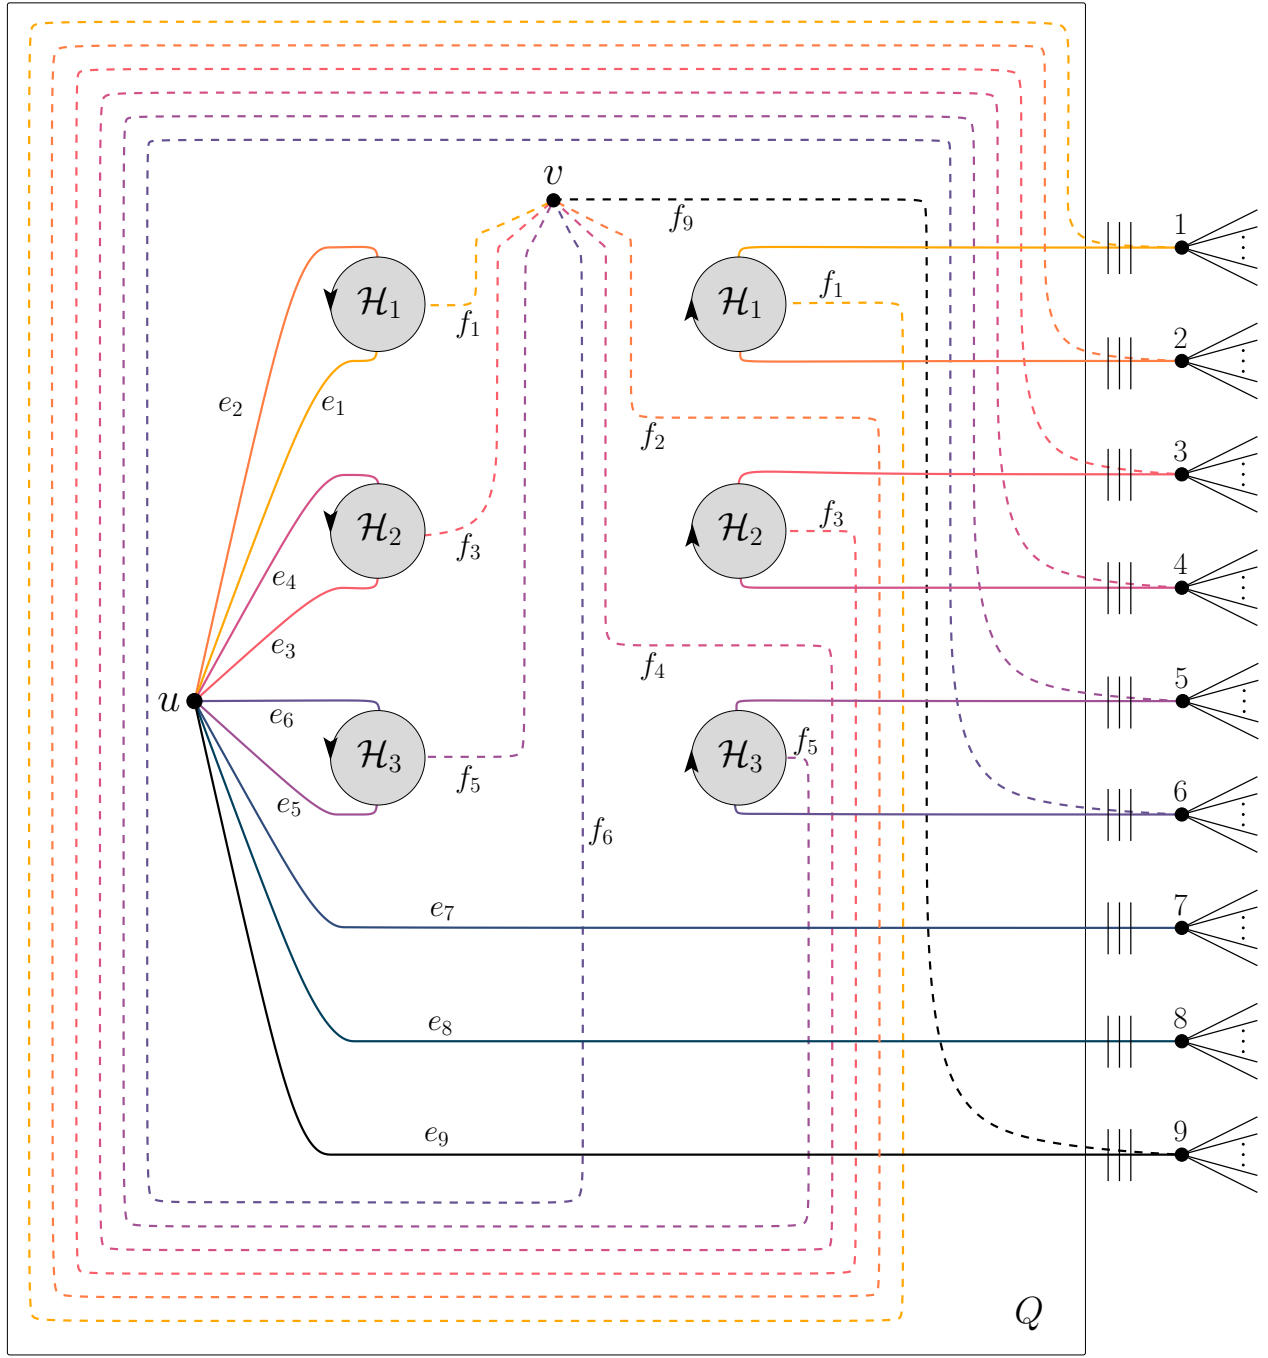 v
f₉
1
ℋ₁
f₁
ℋ₁
f₁
2
e₂
e₁
f₂
3
ℋ₂
f₃
ℋ₂
f₃
4
e₄
e₃
f₄
5
u
e₆
ℋ₃
f₅
ℋ₃
f₅
6
e₅
f₆
7
e₇
8
e₈
9
e₉
Q